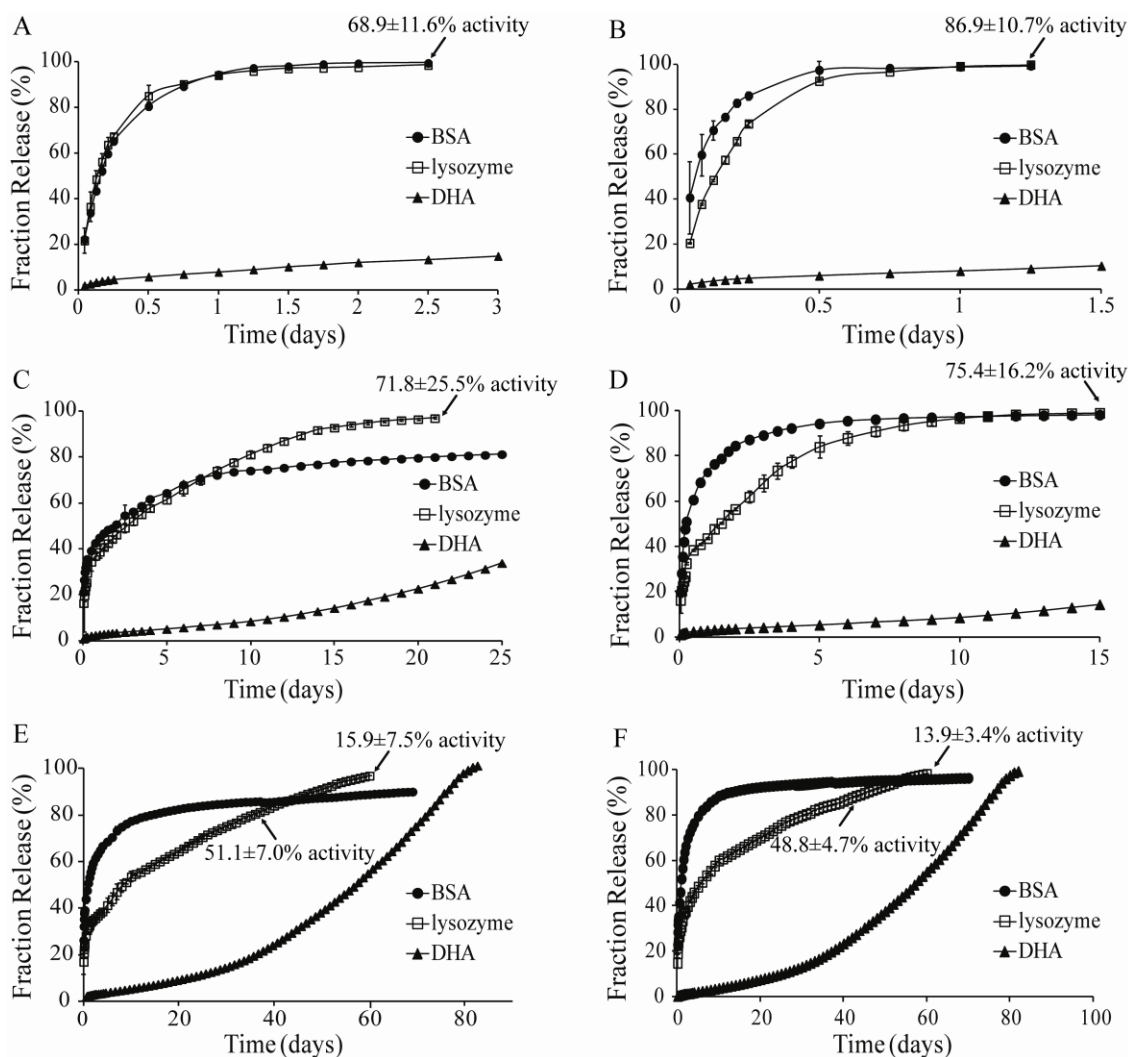 A
68.9±11.6% activity
Fraction Release (%)
100
80
60
40
20
0
BSA
lysozyme
DHA
0
0.5
1
1.5
2
2.5
3
Time (days)
B
86.9±10.7% activity
Fraction Release (%)
100
80
60
40
20
0
BSA
lysozyme
DHA
0
0.5
1
1.5
Time (days)
C
71.8±25.5% activity
Fraction Release (%)
100
80
60
40
20
0
BSA
lysozyme
DHA
0
5
10
15
20
25
Time (days)
D
75.4±16.2% activity
Fraction Release (%)
100
80
60
40
20
0
BSA
lysozyme
DHA
0
5
10
15
Time (days)
E
15.9±7.5% activity
Fraction Release (%)
100
80
60
40
20
0
51.1±7.0% activity
BSA
lysozyme
DHA
0
20
40
60
80
Time (days)
F
13.9±3.4% activity
Fraction Release (%)
100
80
60
40
20
0
48.8±4.7% activity
BSA
lysozyme
DHA
0
20
40
60
80
100
Time (days)